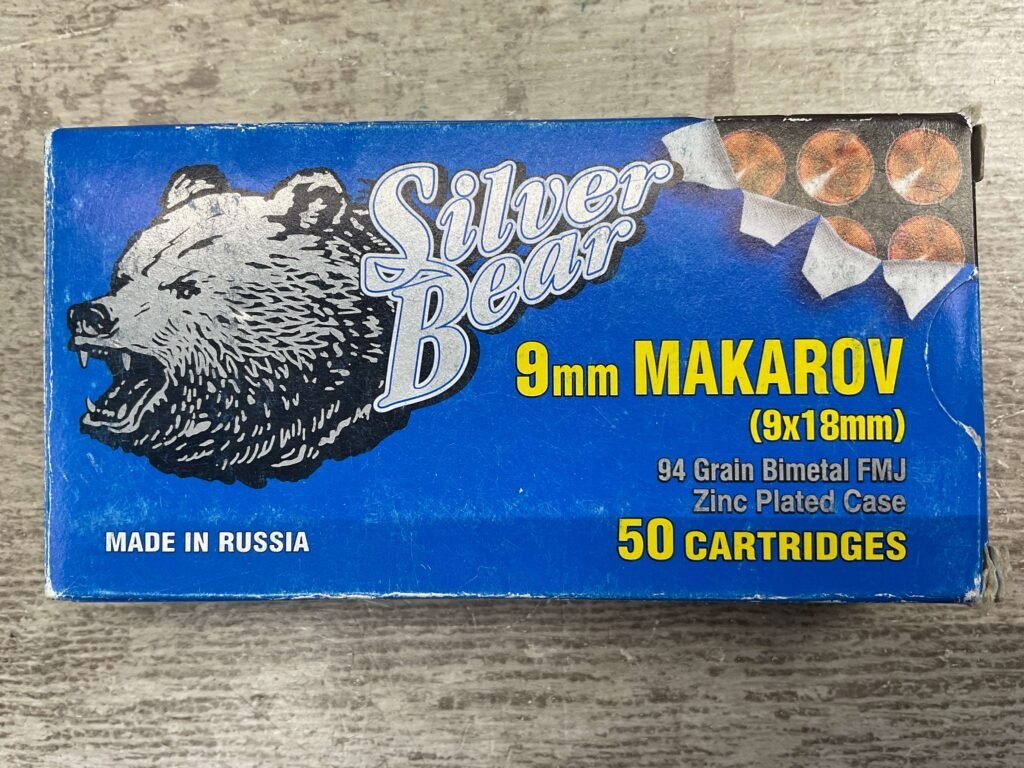 Silver
Bear
9mm MAKAROV
(9x18mm)
94 Grain Bimetal FMJ
Zinc Plated Case
50 CARTRIDGES
MADE IN RUSSIA